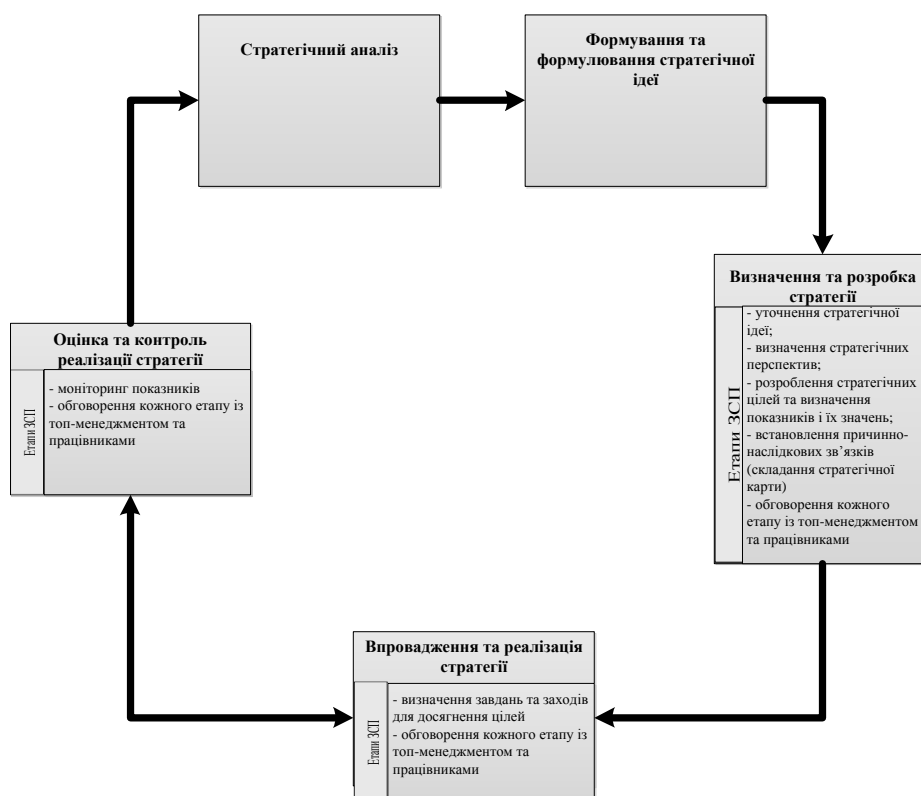 Стратегічний аналіз
Формування та
формулювання стратегічної
ідеї
Визначення та розробка
стратегії
Етапи ЗСП
- уточнення стратегічної
ідеї;
- визначення стратегічних
перспектив;
- розроблення стратегічних
цілей та визначення
показників і їх значень;
- встановлення причинно-
наслідкових зв’язків
(складання стратегічної
карти)
- обговорення кожного
етапу із топ-менеджментом
та працівниками
Оцінка та контроль
реалізації стратегії
Етапи ЗСП
- моніторинг показників
- обговорення кожного етапу із
топ-менеджментом та
працівниками
Впровадження та реалізація
стратегії
Етапи ЗСП
- визначення завдань та заходів
для досягнення цілей
- обговорення кожного етапу із
топ-менеджментом та
працівниками